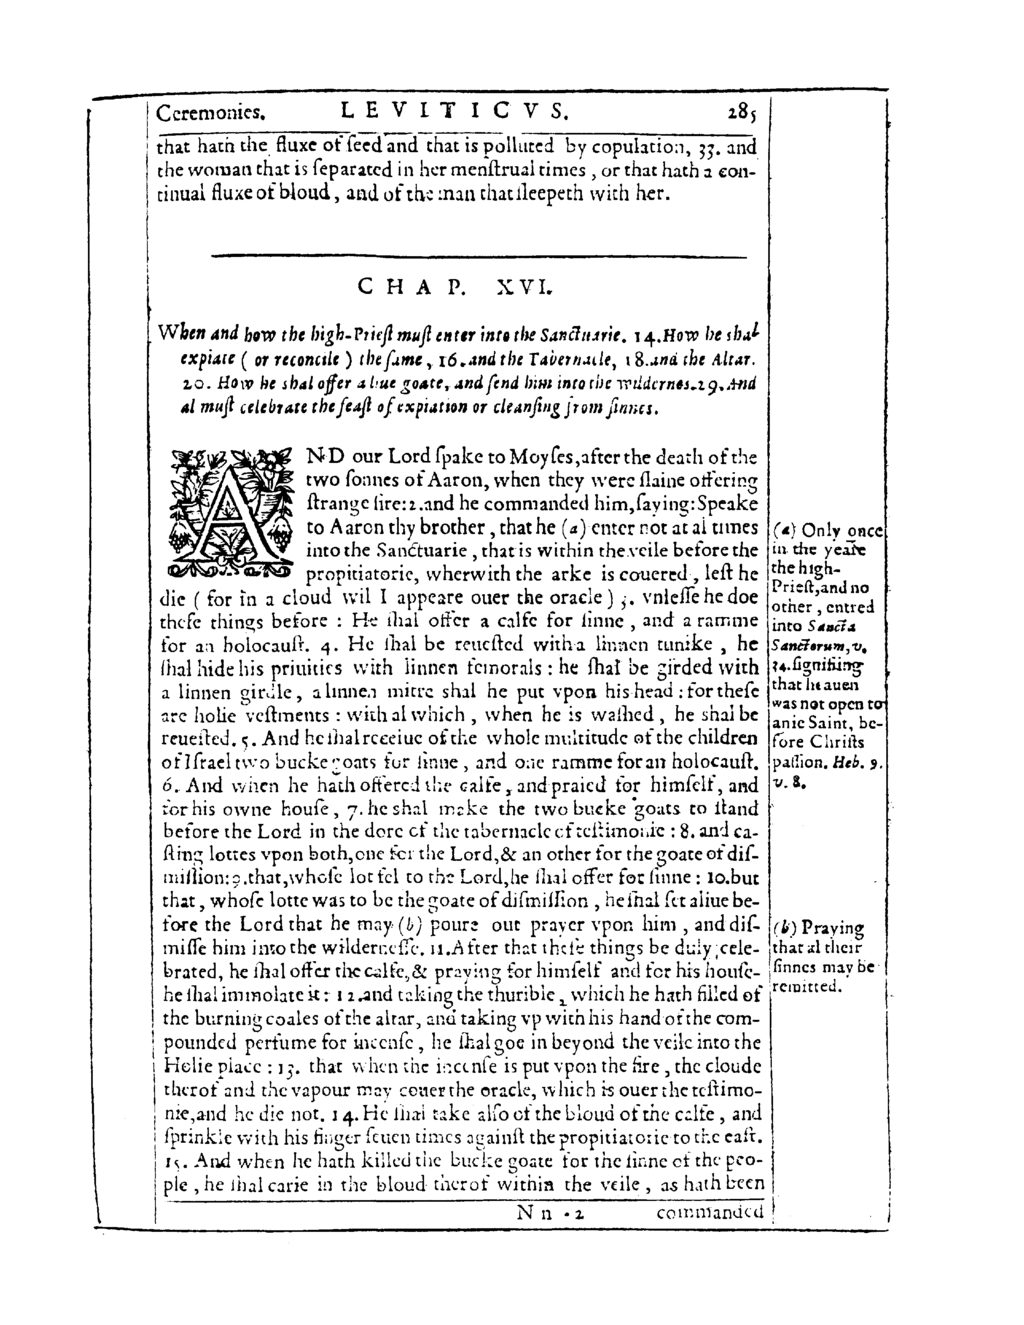 Ceremonies. LEVITICVS. 285
that hath the fluxe of ſeed and that is polluted by copulation, 33. and
the woman that is ſeparated in her menſtrual times , or that hath a con-
tinual fluxe of bloud , and of the man that ſleepeth with her.
CHAP. XVI.
When and how the high-Prieſt muſt enter into the Sanctuarie. 14. How he shal
expiate ( or reconcile ) the ſame , 16. and the Tabernacle, 18. and the Altar.
20. How he shal offer a liue goate, and ſend him into the wildernes. 29. And
al muſt celebrate the feaſt of expiation or cleanſing from ſinnes.
AND our Lord ſpake to Moyſes, after the death of the
two ſonnes of Aaron, when they were ſlaine offering
ſtrange fire: 2. and he commanded him, ſaying: Speake
to Aaron thy brother , that he (a) enter not at al times
into the Sanctuarie , that is within the veile before the
propitiatorie, wherwith the arke is couered , leſt he
die ( for in a cloud wil I appeare ouer the oracle ) 3. vnleſſe he doe
theſe things before : He ſhal offer a calfe for ſinne , and a ramme
for an holocauſt. 4. He ſhal be reueſted with a linnen tunike , he
ſhal hide his priuities with linnen femorals : he ſhal be girded with
a linnen girdle , a linnen mitre shal he put vpon his head : for theſe
are holie veſtments : with al which , when he is waſhed , he shal be
reueſted. 5. And he ſhal receiue of the whole multitude of the children
of Iſrael two bucke goats for ſinne , and one ramme for an holocauſt.
6. And when he hath offered the calfe , and praied for himſelf, and
for his owne houſe , 7. he shal make the two bucke goats to ſtand
before the Lord in the dore of the tabernacle of teſtimonie : 8. and ca-
ſting lottes vpon both, one for the Lord, & an other for the goate of diſ-
miſſion: 9. that, whoſe lot fel to the Lord, he ſhal offer for ſinne : 10. but
that , whoſe lotte was to be the goate of diſmiſſion , he ſhal ſet aliue be-
fore the Lord that he may (b) poure out prayer vpon him , and diſ-
miſſe him into the wilderneſſe. 11. After that theſe things be duly cele-
brated, he ſhal offer the calfe, & praying for himſelf and for his houſe
he ſhal immolate it : 12. and taking the thurible , which he hath filled of
the burning coales of the altar, and taking vp with his hand of the com-
pounded perfume for incenſe , he ſhal goe in beyond the veile into the
Holie place : 13. that when the incenſe is put vpon the fire , the cloude
therof and the vapour may couer the oracle, which is ouer the teſtimo-
nie, and he die not. 14. He ſhal take alſo of the bloud of the calfe , and
ſprinkle with his finger ſeuen times againſt the propitiatorie to the eaſt.
15. And when he hath killed the bucke goate for the ſinne of the peo-
ple , he ſhal carie in the bloud therof within the veile , as hath been
Nn 2 commanded
(a) Only once
in the yeare
the high-
Prieſt, and no
other , entred
into Sancta
Sanctorum, v.
34. ſignifiing
that heauen
was not open to
anie Saint, be-
fore Chriſts
paſſion. Heb. 9.
v. 8.
(b) Praying
that al their
ſinnes may be
remitted.